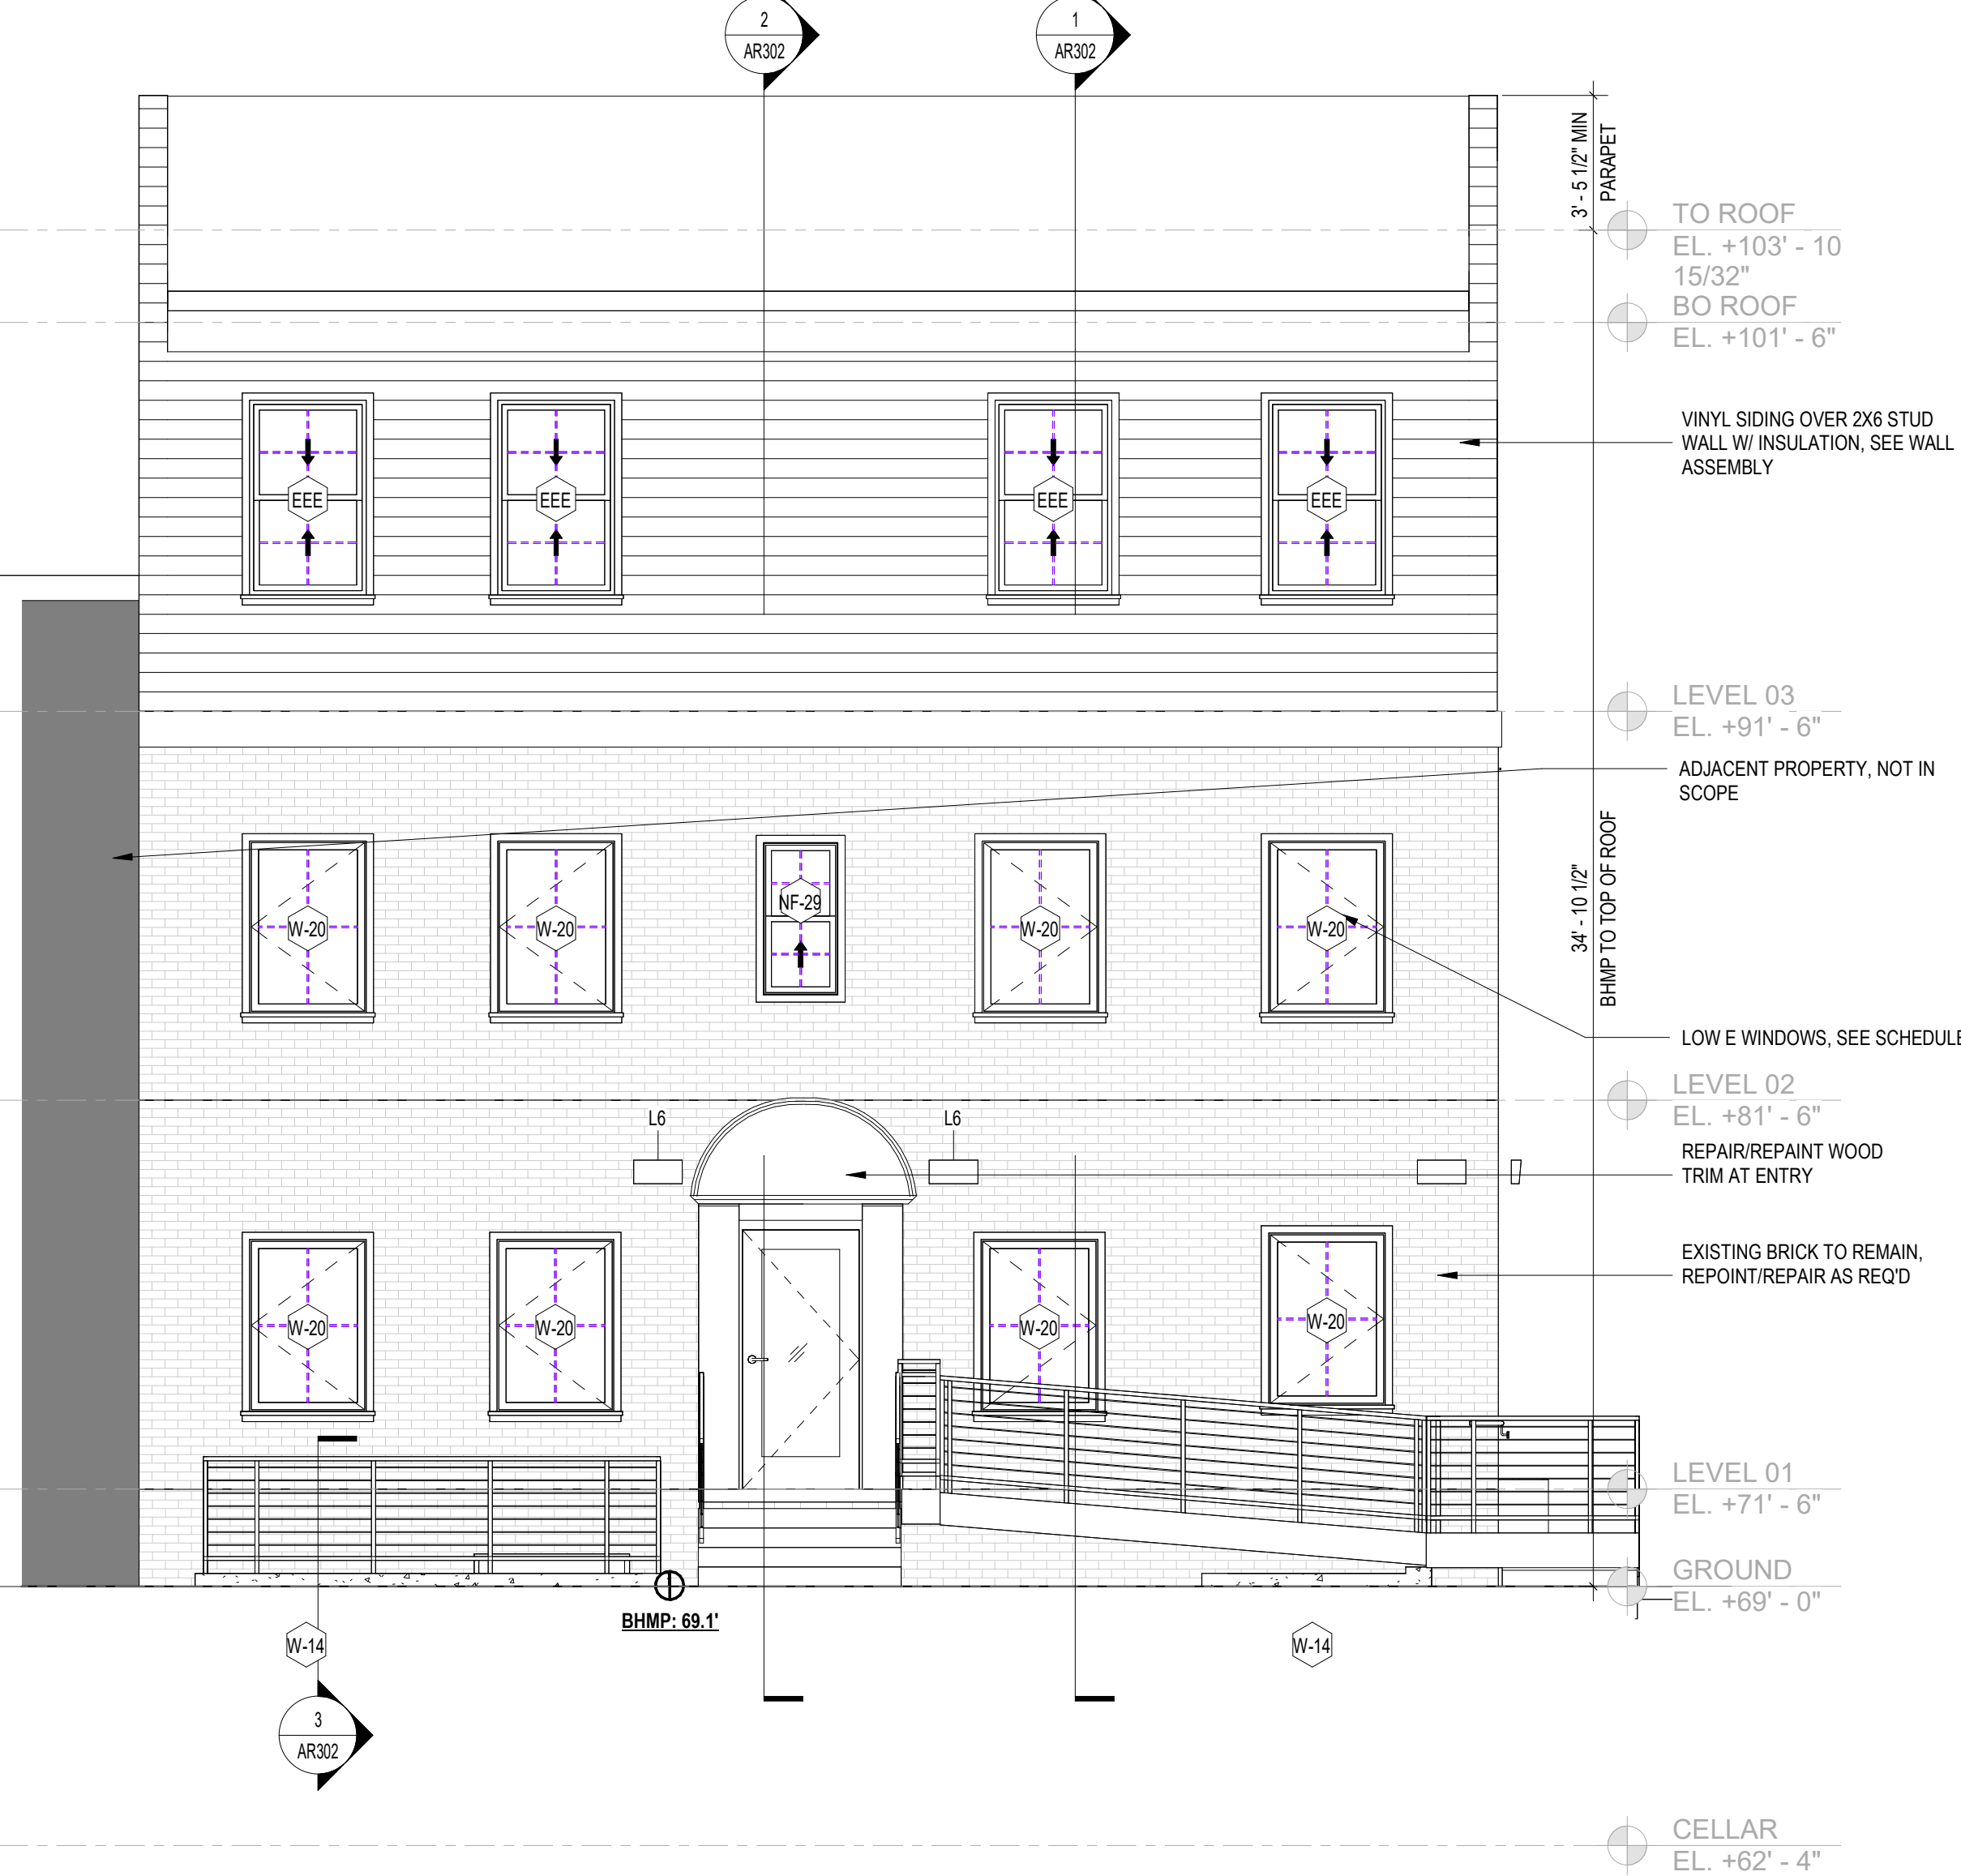 2
AR302
1
AR302
3' - 5 1/2" MIN
PARAPET
TO ROOF
EL. +103' - 10
15/32"
BO ROOF
EL. +101' - 6"
VINYL SIDING OVER 2X6 STUD
WALL W/ INSULATION, SEE WALL
ASSEMBLY
EEE
EEE
EEE
EEE
LEVEL 03
EL. +91' - 6"
ADJACENT PROPERTY, NOT IN
SCOPE
34' - 10 1/2"
BHMP TO TOP OF ROOF
W-20
W-20
NF-29
W-20
W-20
LOW E WINDOWS, SEE SCHEDULE
LEVEL 02
EL. +81' - 6"
L6
L6
REPAIR/REPAINT WOOD
TRIM AT ENTRY
EXISTING BRICK TO REMAIN,
REPOINT/REPAIR AS REQ'D
W-20
W-20
W-20
W-20
LEVEL 01
EL. +71' - 6"
GROUND
EL. +69' - 0"
BHMP: 69.1'
W-14
W-14
3
AR302
CELLAR
EL. +62' - 4"